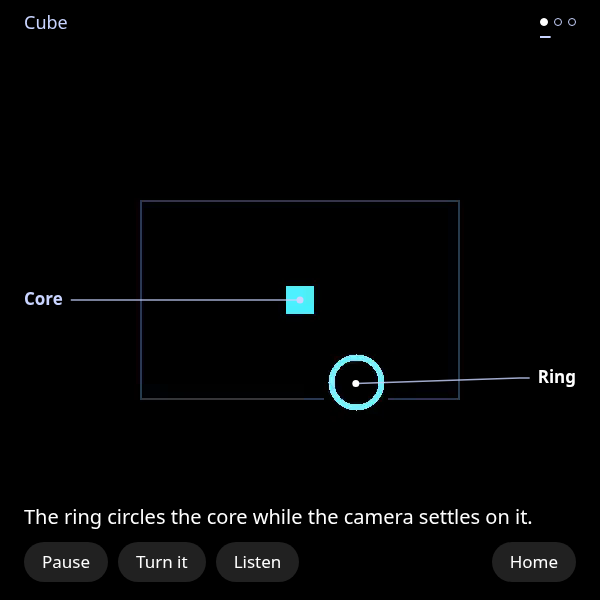 Cube
Core
Ring
The ring circles the core while the camera settles on it.
Pause
Turn it
Listen
Home